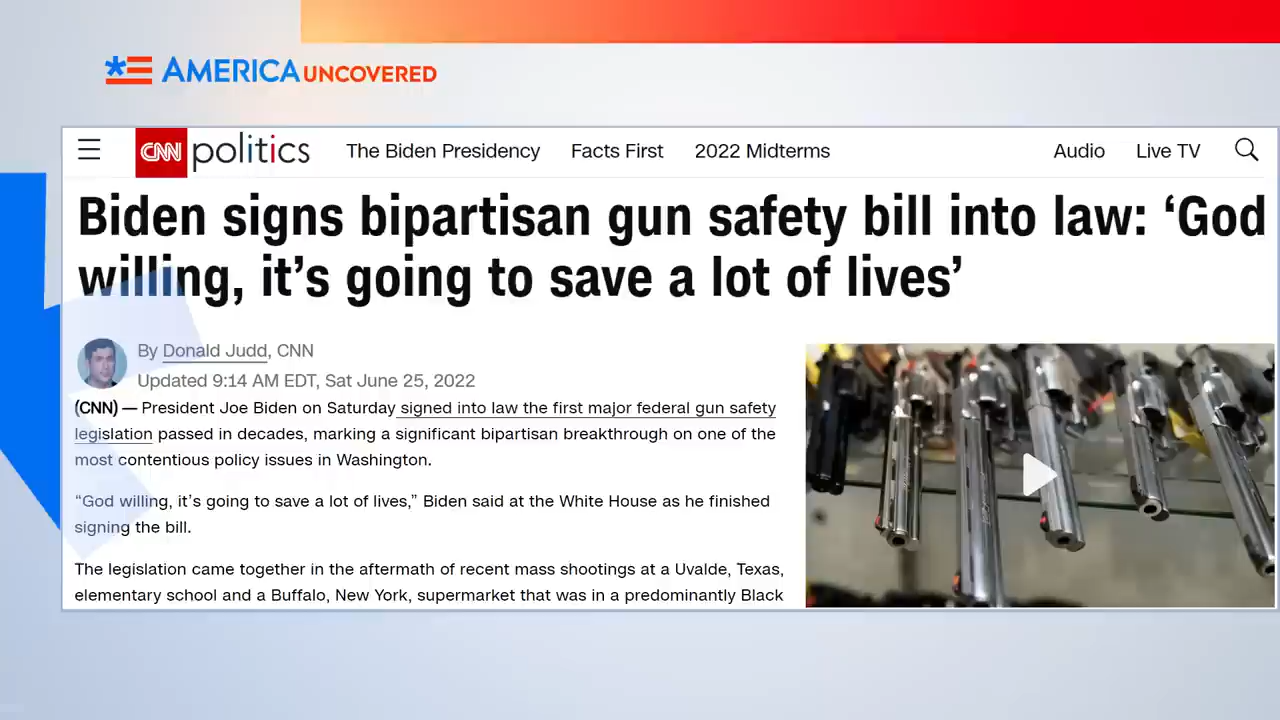 AMERICA UNCOVERED
CNN politics The Biden Presidency Facts First 2022 Midterms Audio Live TV
Biden signs bipartisan gun safety bill into law: ‘God
willing, it’s going to save a lot of lives’
By Donald Judd, CNN
Updated 9:14 AM EDT, Sat June 25, 2022
(CNN) — President Joe Biden on Saturday signed into law the first major federal gun safety
legislation passed in decades, marking a significant bipartisan breakthrough on one of the
most contentious policy issues in Washington.
“God willing, it’s going to save a lot of lives,” Biden said at the White House as he finished
signing the bill.
The legislation came together in the aftermath of recent mass shootings at a Uvalde, Texas,
elementary school and a Buffalo, New York, supermarket that was in a predominantly Black